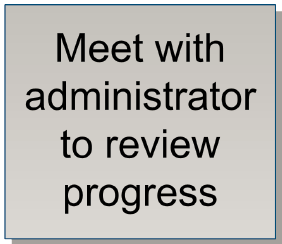 Meet with
administrator
to review
progress